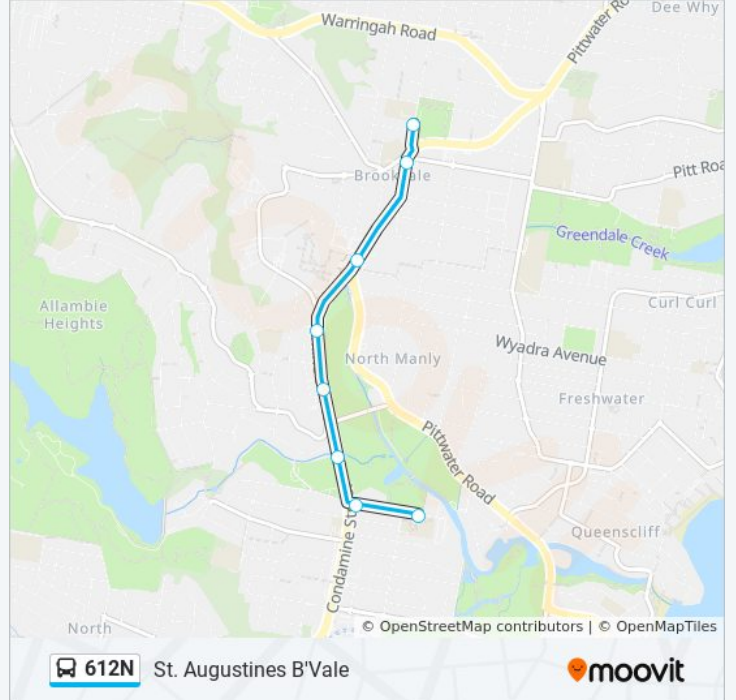 Dee Why
Warringah Road
Pittwater Ro
Brookvale
Pitt Roa
Greendale Creek
Allambie
Heights
Curl Curl
Wyadra Avenue
North Manly
Freshwater
Pittwater Road
Queenscliff
Condamine St
North
© OpenStreetMap contributors | © OpenMapTiles
612N St. Augustines B'Vale
moovit